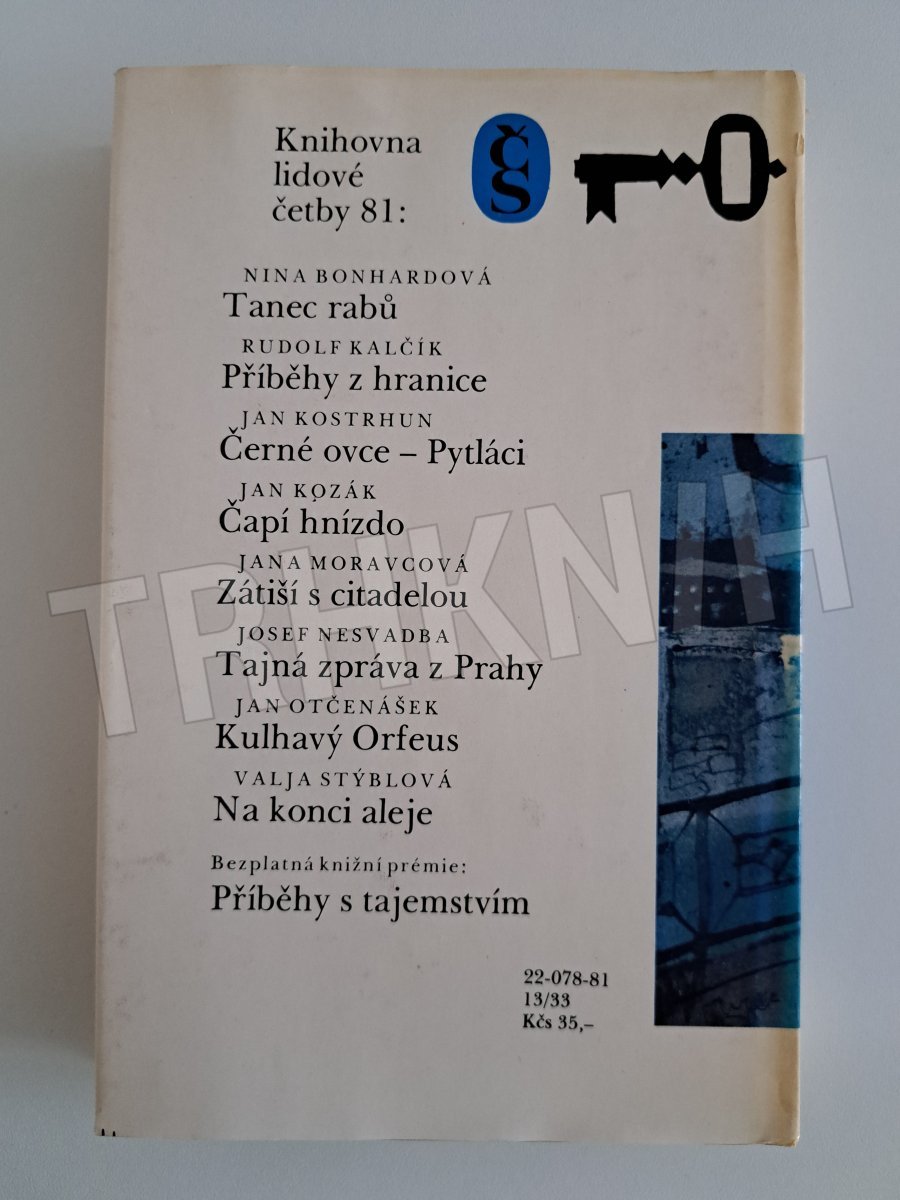 Knihovna
lidové
četby 81:
ČS
NINA BONHARDOVÁ
Tanec rabů
RUDOLF KALČÍK
Příběhy z hranice
JAN KOSTRHUN
Černé ovce – Pytláci
JAN KOZÁK
Čapí hnízdo
JANA MORAVCOVÁ
Zátiší s citadelou
JOSEF NESVADBA
Tajná zpráva z Prahy
JAN OTČENÁŠEK
Kulhavý Orfeus
VALJA STÝBLOVÁ
Na konci aleje
Bezplatná knižní prémie:
Příběhy s tajemstvím
22-078-81
13/33
Kčs 35,–
TRHKNIH